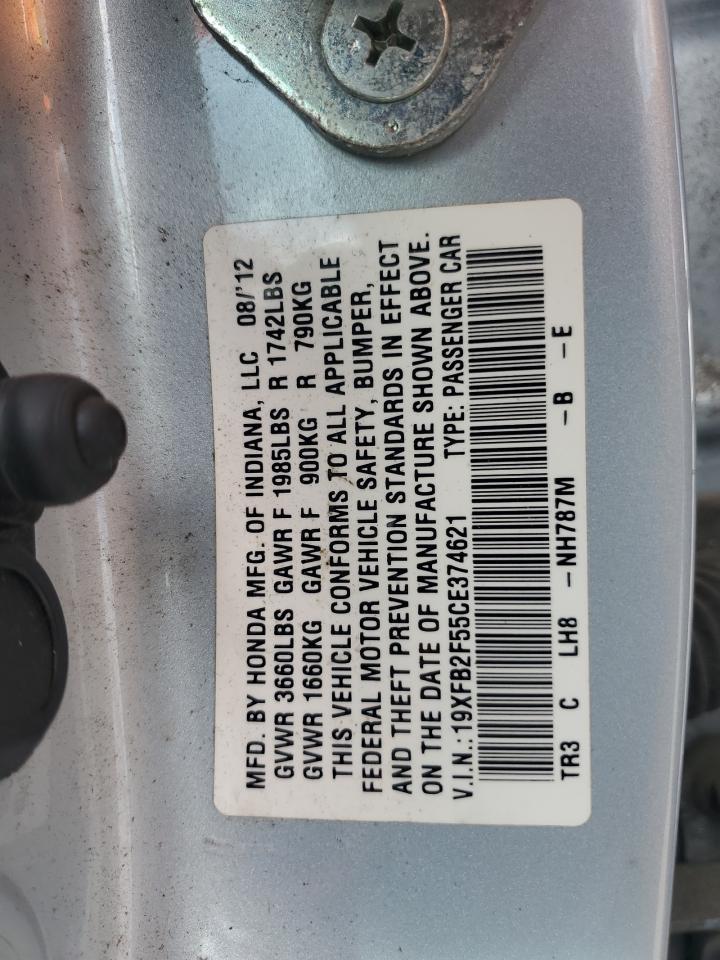 MFD. BY HONDA MFG. OF INDIANA, LLC 08/'12
GVWR 3660LBS GAWR F 1985LBS R 1742LBS
GVWR 1660KG GAWR F 900KG R 790KG
THIS VEHICLE CONFORMS TO ALL APPLICABLE
FEDERAL MOTOR VEHICLE SAFETY, BUMPER,
AND THEFT PREVENTION STANDARDS IN EFFECT
ON THE DATE OF MANUFACTURE SHOWN ABOVE.
V.I.N.:19XFB2F55CE374621 TYPE: PASSENGER CAR
TR3 C LH8 -NH787M -B -E